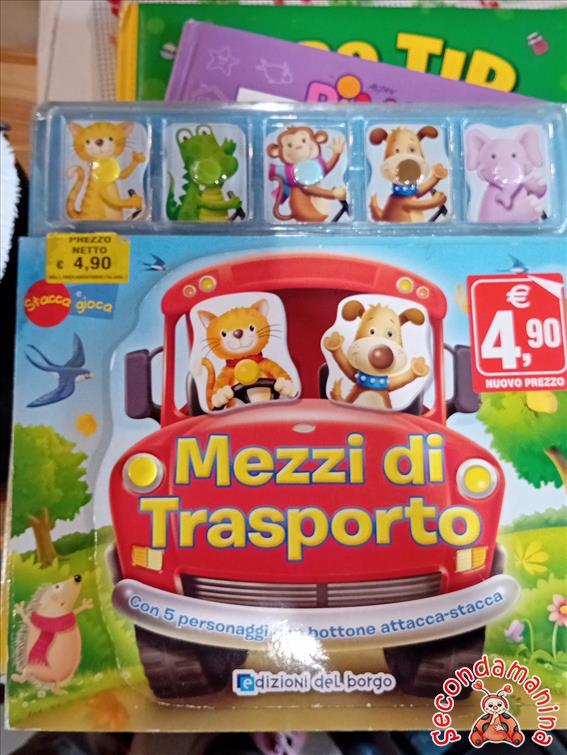 TIP
PREZZO
NETTO
€ 4,90
Stacca e gioca
€
4,90
NUOVO PREZZO
Mezzi di
Trasporto
Con 5 personaggi con bottone attacca-stacca
edizioni del borgo
Secondamanina